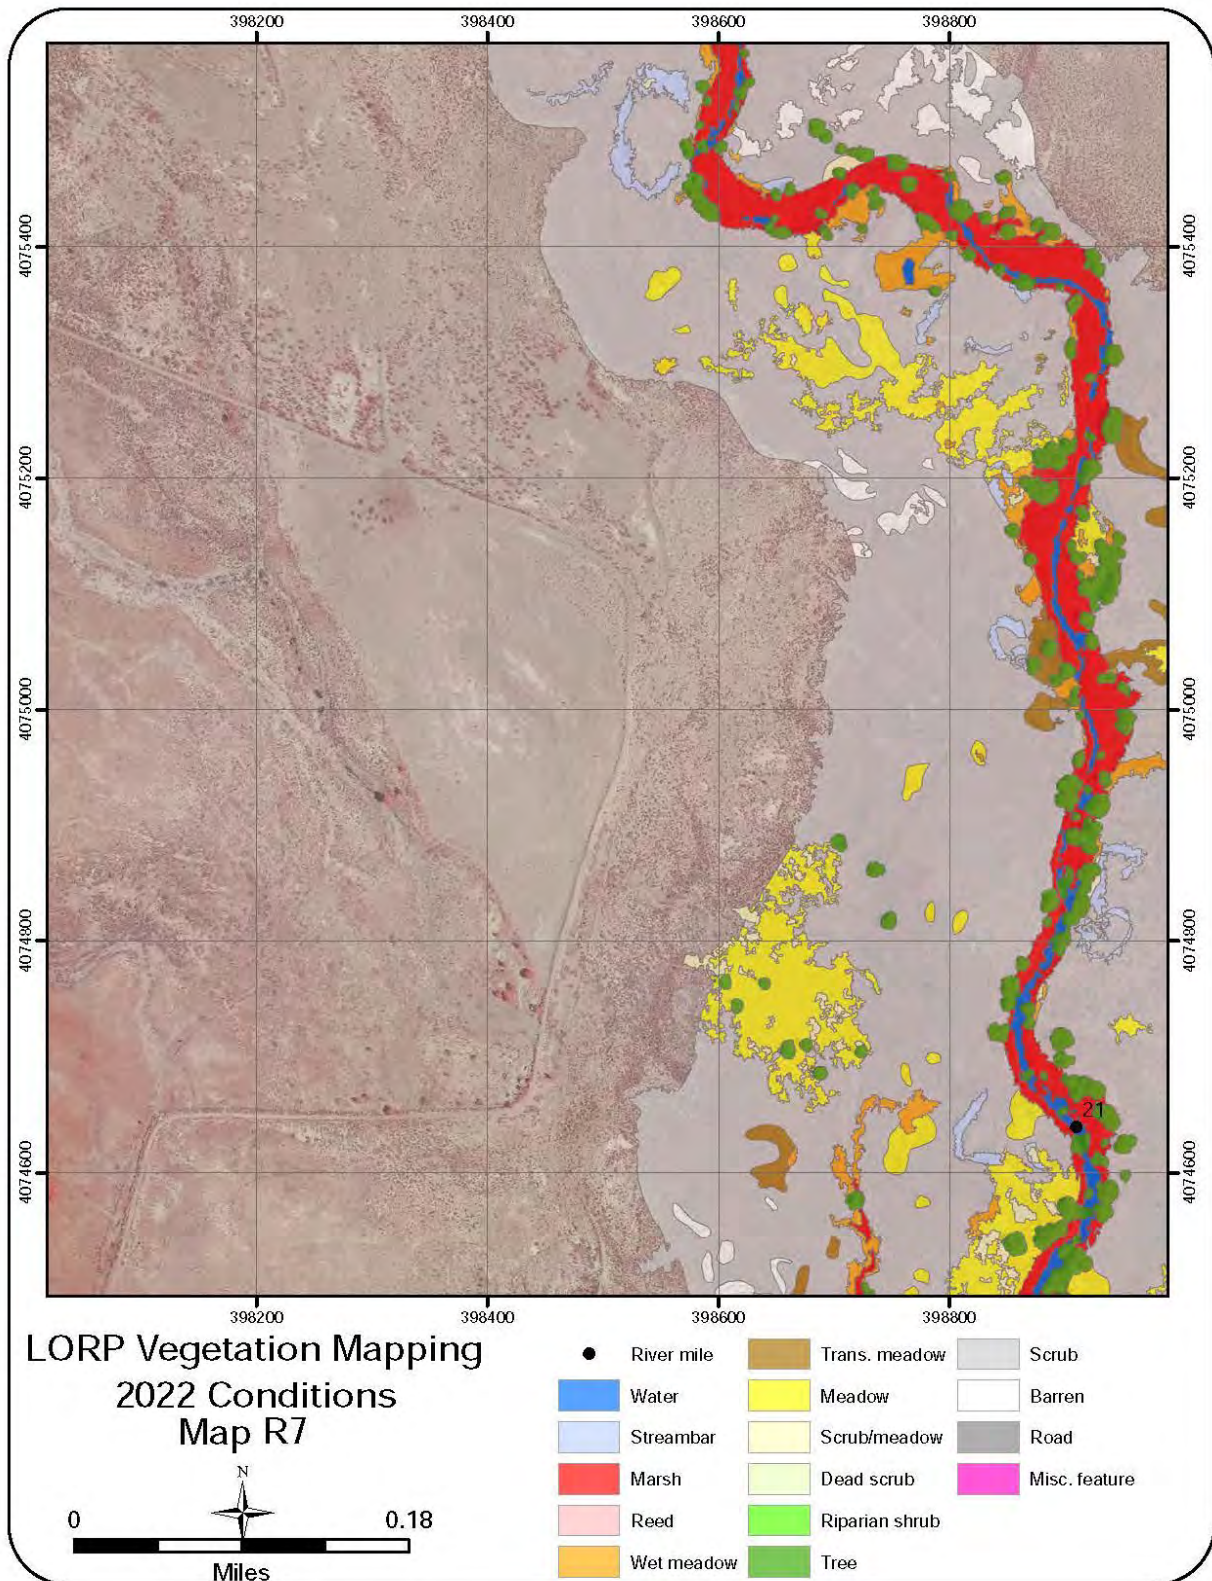 398200 398400 398600 398800
4075400 4075400
4075200 4075200
4075000 4075000
4074800 4074800
21
4074600 4074600
398200 398400 398600 398800
LORP Vegetation Mapping
2022 Conditions
Map R7
N
0 0.18
Miles
River mile
Water
Streambar
Marsh
Reed
Wet meadow
Trans. meadow
Meadow
Scrub/meadow
Dead scrub
Riparian shrub
Tree
Scrub
Barren
Road
Misc. feature